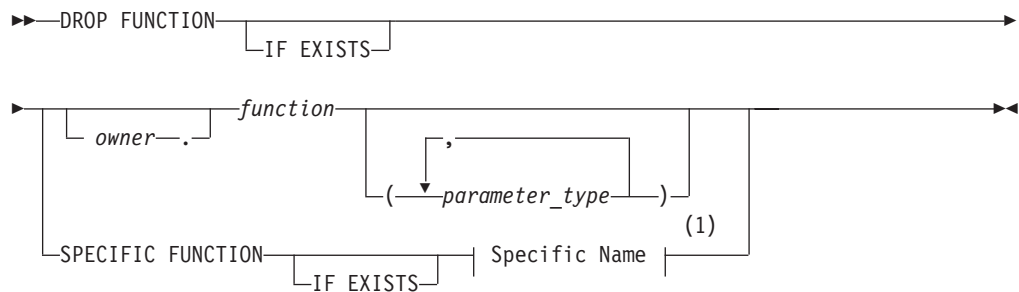 DROP FUNCTION
IF EXISTS
function
owner .
,
( parameter_type )
(1)
SPECIFIC FUNCTION Specific Name
IF EXISTS